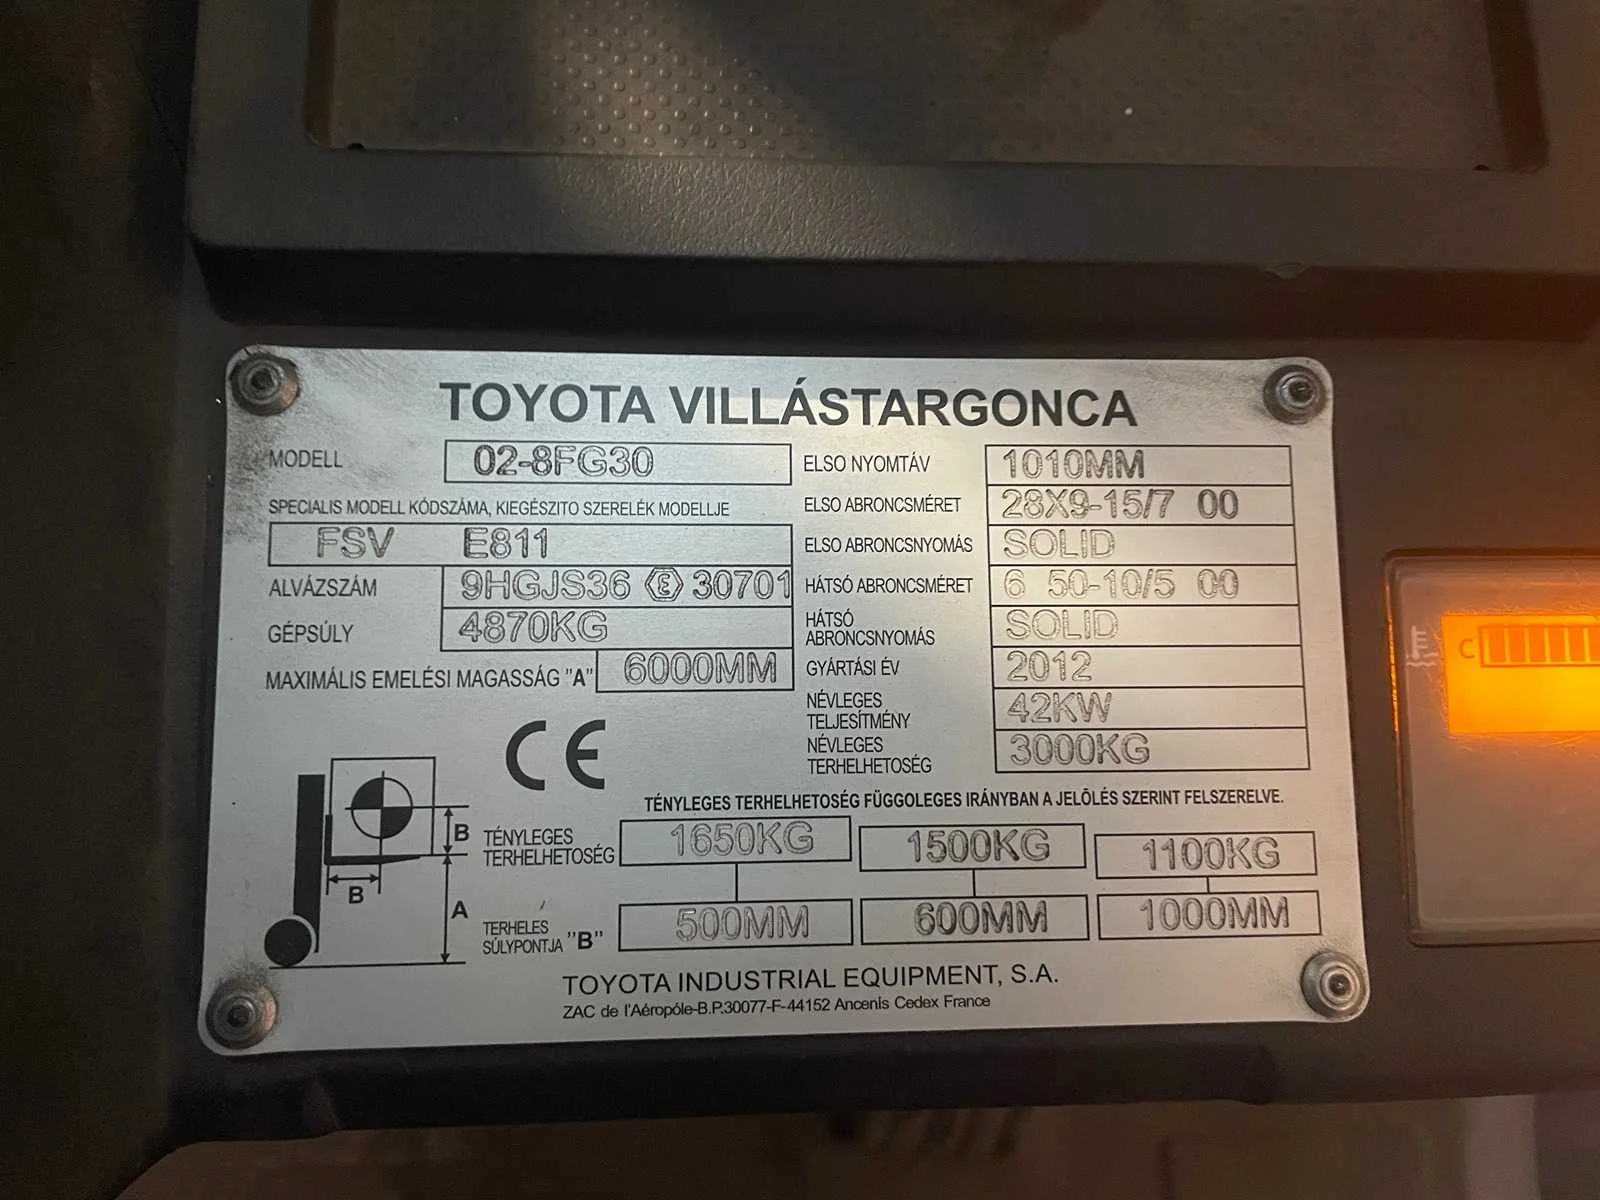 TOYOTA VILLÁSTARGONCA
MODELL 02-8FG30
SPECIALIS MODELL KÓDSZÁMA, KIEGÉSZITO SZERELÉK MODELLJE
FSV E811
ALVÁZSZÁM 9HGJS36 E 30701
GÉPSÚLY 4870KG
MAXIMÁLIS EMELÉSI MAGASSÁG "A" 6000MM
ELSO NYOMTÁV 1010MM
ELSO ABRONCSMÉRET 28X9-15/7 00
ELSO ABRONCSNYOMÁS SOLID
HÁTSÓ ABRONCSMÉRET 6 50-10/5 00
HÁTSÓ
ABRONCSNYOMÁS SOLID
GYÁRTÁSI ÉV 2012
NÉVLEGES
TELJESÍTMÉNY 42KW
NÉVLEGES
TERHELHETOSÉG 3000KG
CE
TÉNYLEGES TERHELHETOSÉG FÜGGOLEGES IRÁNYBAN A JELÖLÉS SZERINT FELSZERELVE.
B
B
A
TÉNYLEGES
TERHELHETOSÉG 1650KG 1500KG 1100KG
TERHELES
SÚLYPONTJA "B" 500MM 600MM 1000MM
TOYOTA INDUSTRIAL EQUIPMENT, S.A.
ZAC de l'Aéropóle-B.P.30077-F-44152 Ancenis Cedex France
C